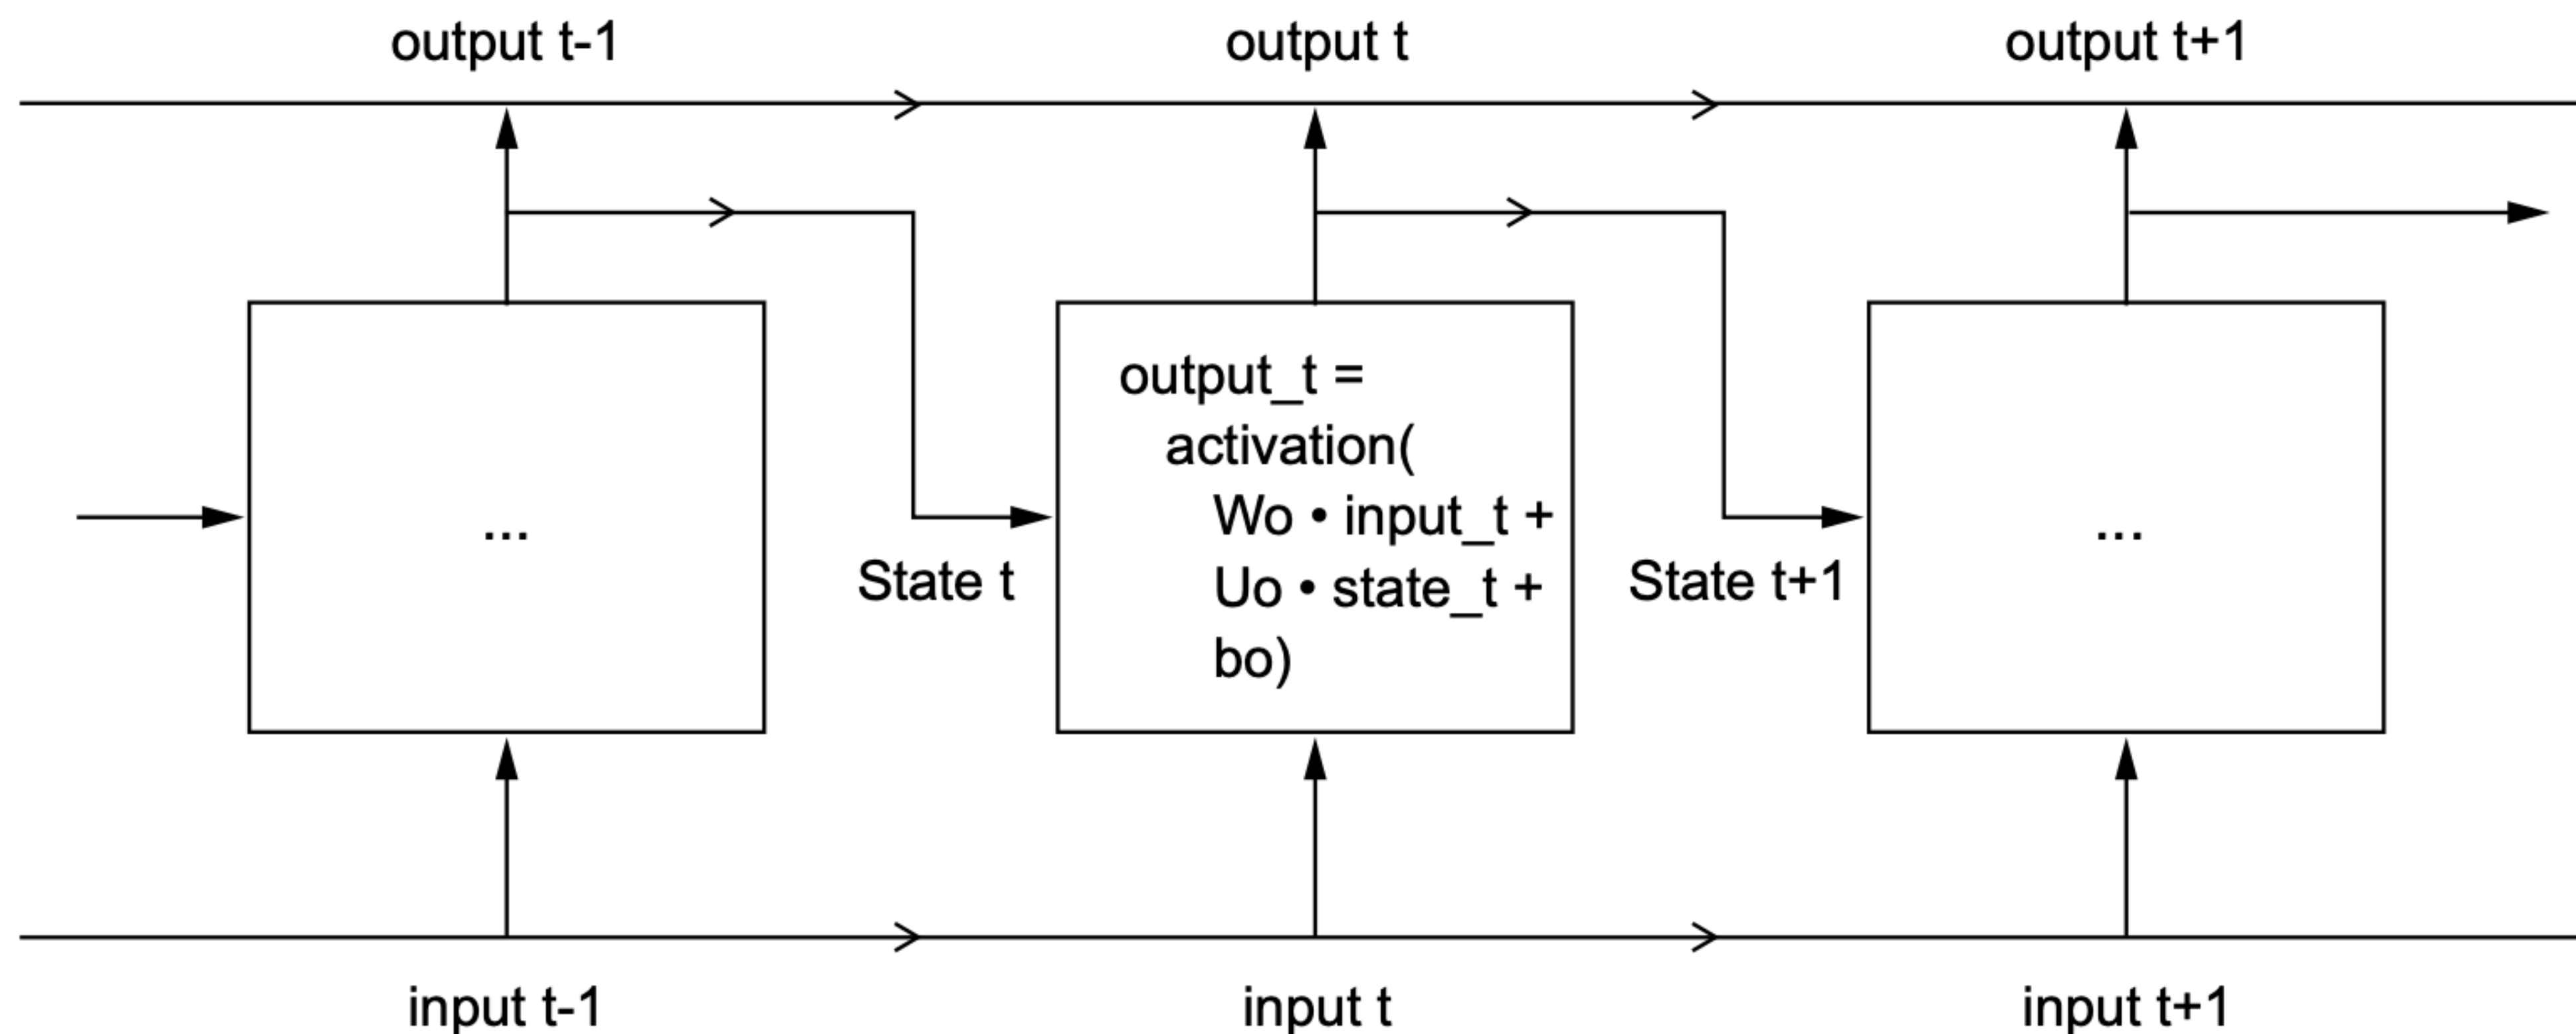 output t-1
output t
output t+1
...
output_t =
activation(
Wo • input_t +
Uo • state_t +
bo)
...
State t
State t+1
input t-1
input t
input t+1